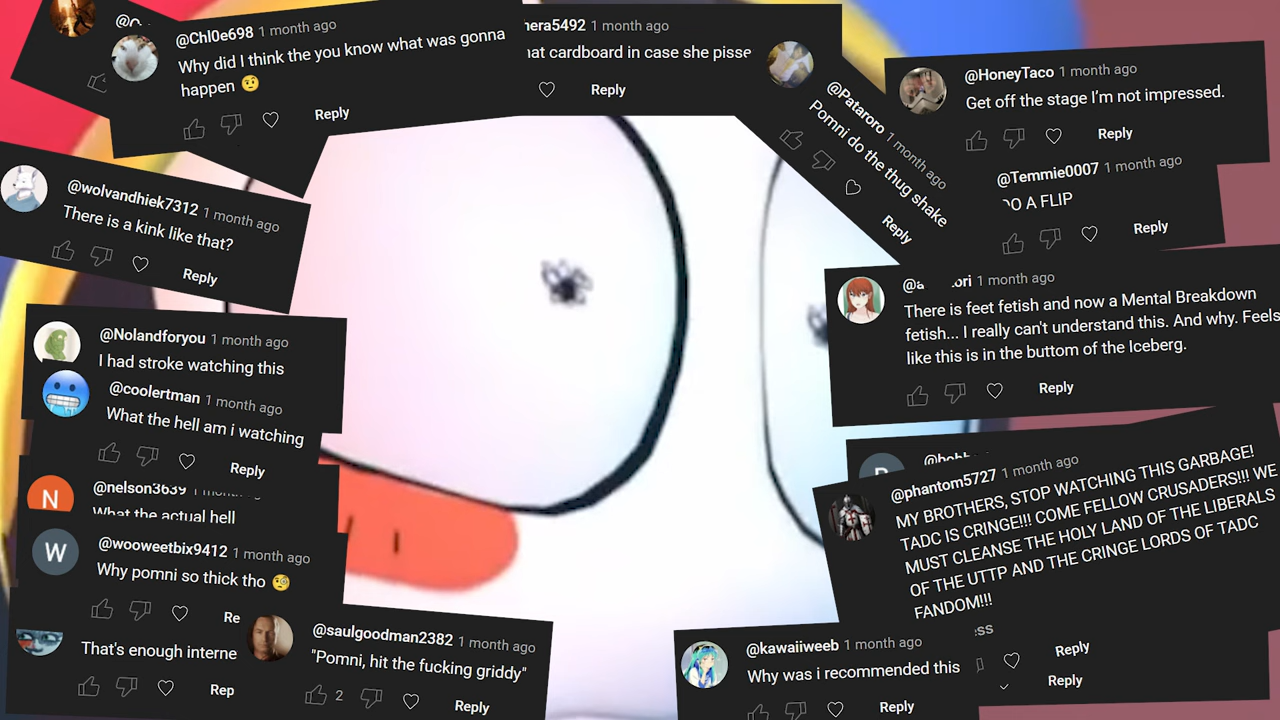 @Chl0e698 1 month ago
Why did I think the you know what was gonna
happen 🤨
Reply
hera5492 1 month ago
hat cardboard in case she pisse
Reply
@Pataroro 1 month ago
Pomni do the thug shake
Reply
@HoneyTaco 1 month ago
Get off the stage I'm not impressed.
Reply
@Temmie0007 1 month ago
DO A FLIP
Reply
@wolvandhiek7312 1 month ago
There is a kink like that?
Reply
ori 1 month ago
There is feet fetish and now a Mental Breakdown
fetish... I really can't understand this. And why. Feels
like this is in the buttom of the Iceberg.
Reply
@Nolandforyou 1 month ago
I had stroke watching this
@coolertman 1 month ago
What the hell am i watching
Reply
N
@nelson3639 1 month ago
What the actual hell
W
@wooweetbix9412 1 month ago
Why pomni so thick tho 🧐
Re
That's enough interne
Rep
@saulgoodman2382 1 month ago
"Pomni, hit the fucking griddy"
2
Reply
@phantom5727 1 month ago
MY BROTHERS, STOP WATCHING THIS GARBAGE!
TADC IS CRINGE!!! COME FELLOW CRUSADERS!!! WE
MUST CLEANSE THE HOLY LAND OF THE LIBERALS
OF THE UTTP AND THE CRINGE LORDS OF TADC
FANDOM!!!
ess
Reply
Reply
@kawaiiweeb 1 month ago
Why was i recommended this
Reply